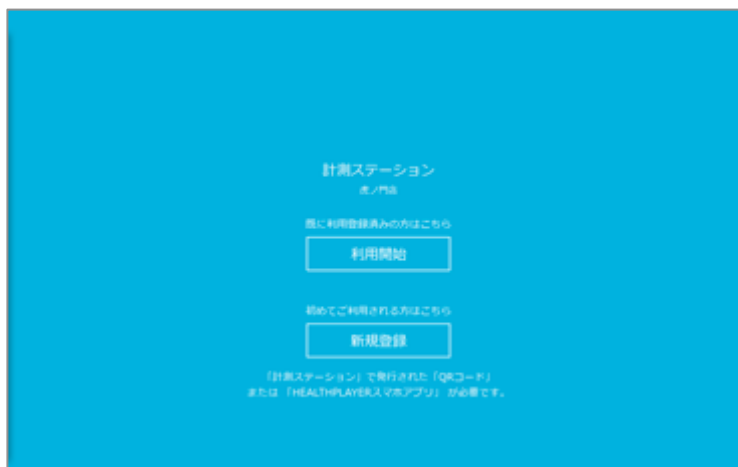 計測ステーション
虎ノ門店
既に利用登録済みの方はこちら
利用開始
初めてご利用される方はこちら
新規登録
「計測ステーション」で発行された「QRコード」
または 「HEALTHPLAYERスマホアプリ」 が必要です。